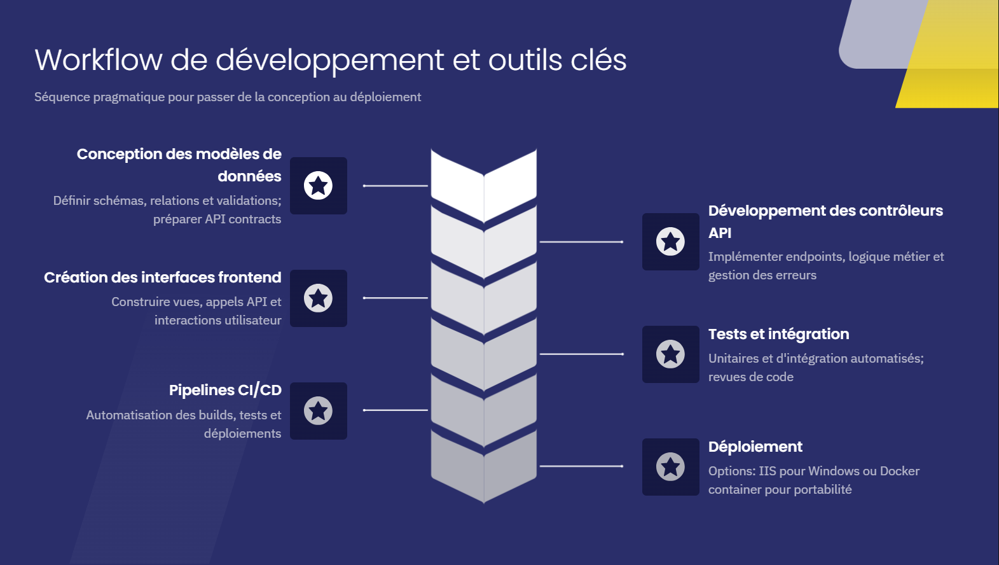 Workflow de développement et outils clés
Séquence pragmatique pour passer de la conception au déploiement
Conception des modèles de
données
Définir schémas, relations et validations;
préparer API contracts
Développement des contrôleurs
API
Implémenter endpoints, logique métier et
gestion des erreurs
Création des interfaces frontend
Construire vues, appels API et
interactions utilisateur
Tests et intégration
Unitaires et d'intégration automatisés;
revues de code
Pipelines CI/CD
Automatisation des builds, tests et
déploiements
Déploiement
Options: IIS pour Windows ou Docker
container pour portabilité